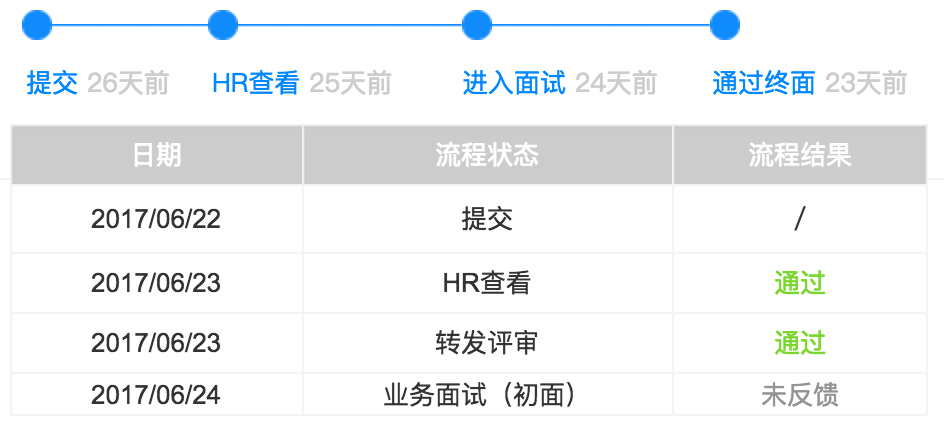 提交 26天前 HR查看 25天前 进入面试 24天前 通过终面 23天前
日期 流程状态 流程结果
2017/06/22 提交 /
2017/06/23 HR查看 通过
2017/06/23 转发评审 通过
2017/06/24 业务面试（初面） 未反馈